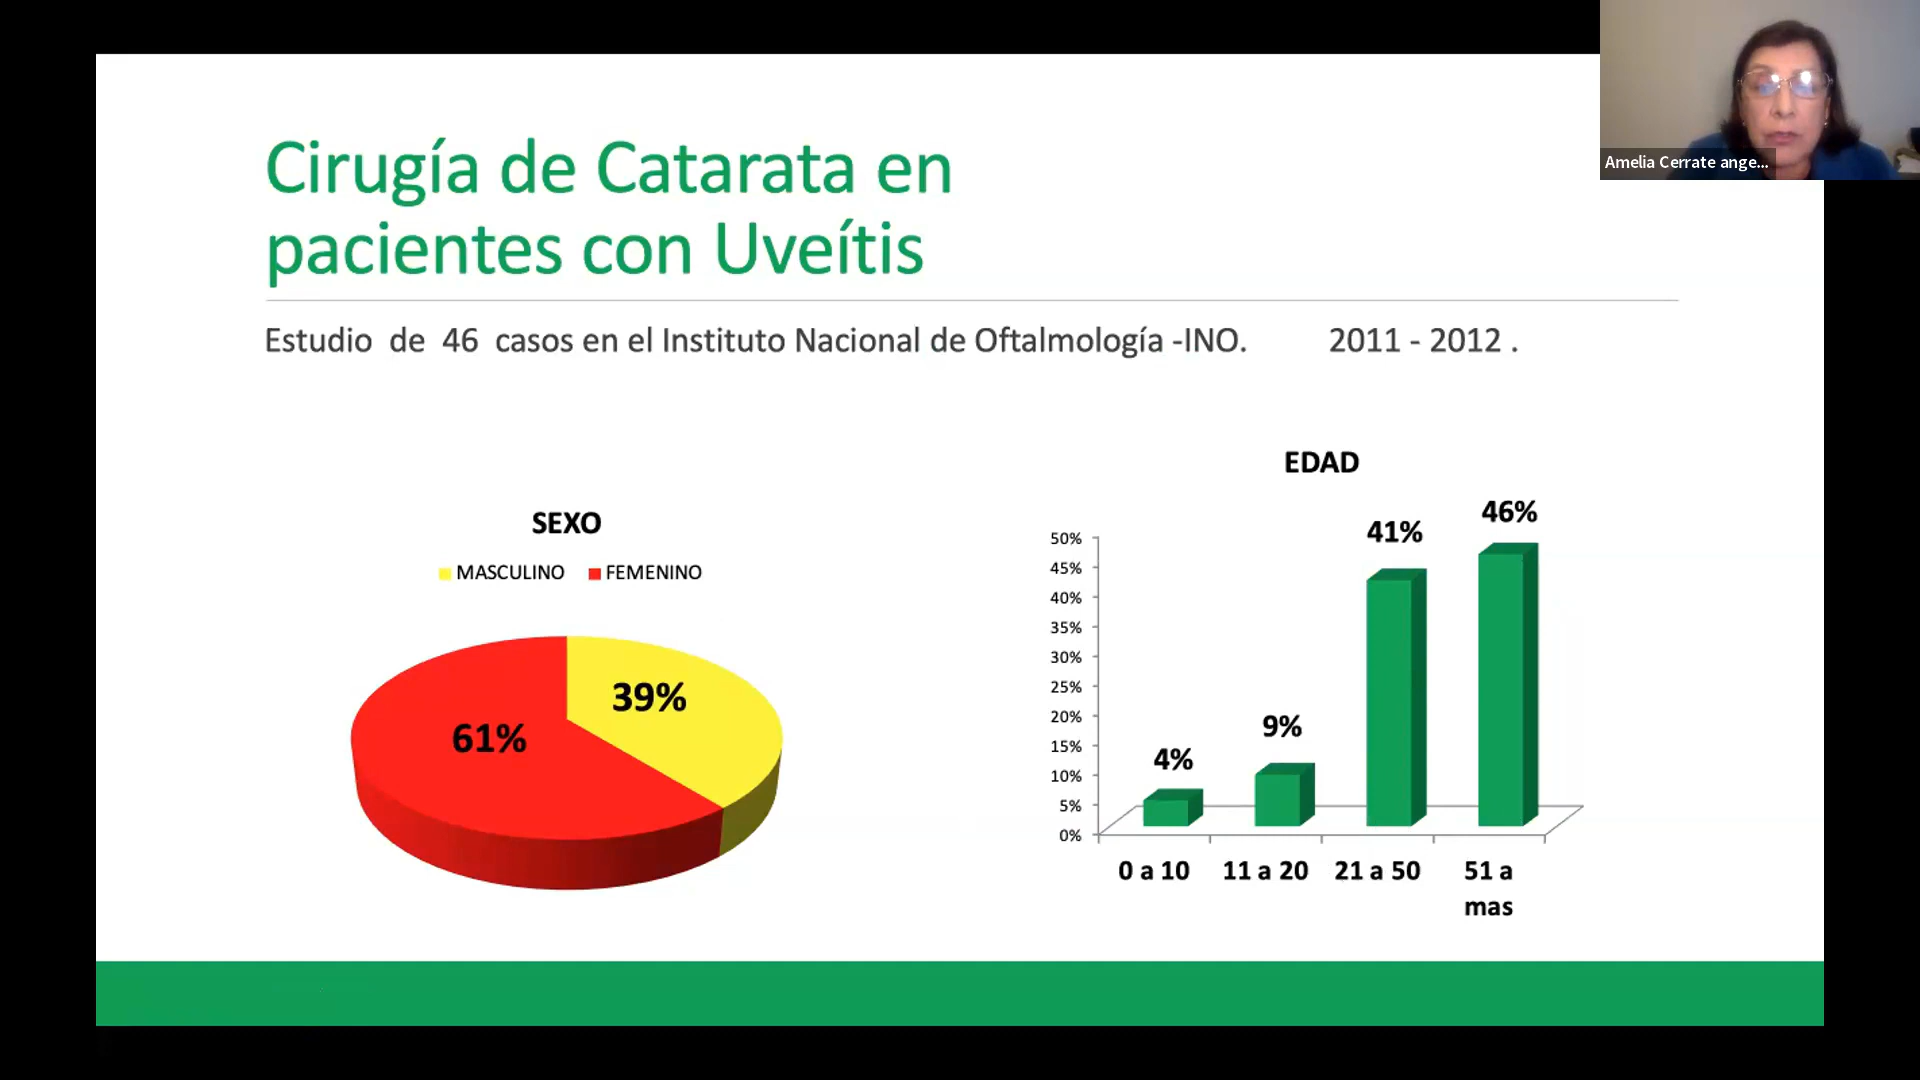 Amelia Cerrate ange...
Cirugía de Catarata en
pacientes con Uveítis
Estudio de 46 casos en el Instituto Nacional de Oftalmología -INO. 2011 - 2012 .
SEXO
MASCULINO FEMENINO
39%
61%
EDAD
50%
45%
40%
35%
30%
25%
20%
15%
10%
5%
0%
4%
9%
41%
46%
0 a 10 11 a 20 21 a 50 51 a
mas